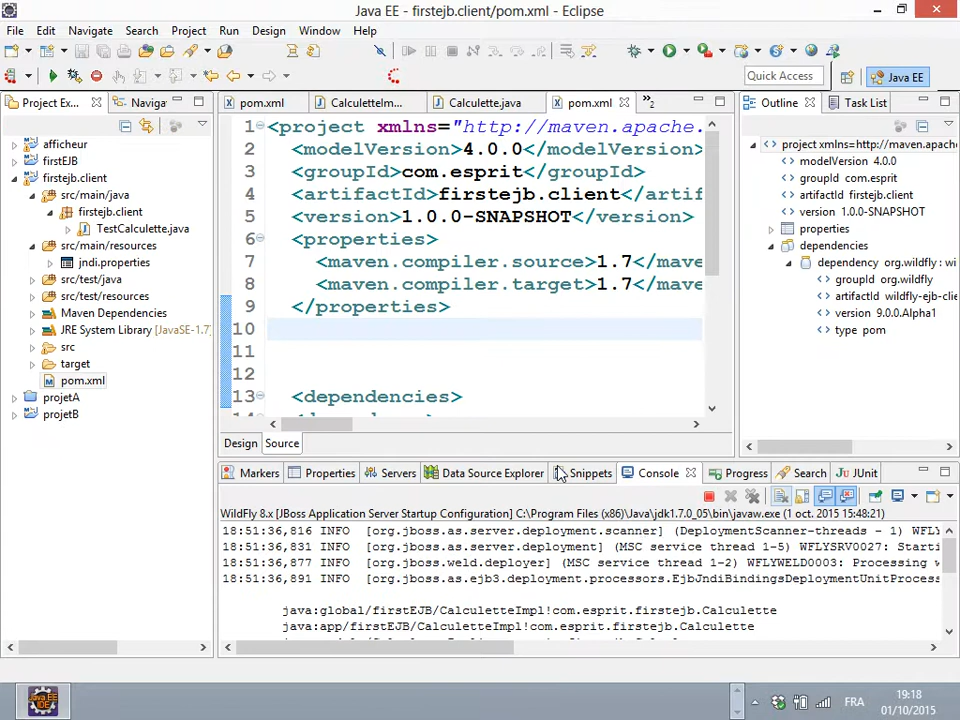 Java EE - firstejb.client/pom.xml - Eclipse
File Edit Navigate Search Project Run Design Window Help
Quick Access
Java EE
Project Ex...
Naviga
pom.xml
CalculetteIm...
Calculette.java
pom.xml
»2
Outline
Task List
afficheur
firstEJB
firstejb.client
src/main/java
firstejb.client
TestCalculette.java
src/main/resources
jndi.properties
src/test/java
src/test/resources
Maven Dependencies
JRE System Library [JavaSE-1.7]
src
target
pom.xml
projetA
projetB
1 <project xmlns="http://maven.apache.
2 <modelVersion>4.0.0</modelVersion>
3 <groupId>com.esprit</groupId>
4 <artifactId>firstejb.client</artif
5 <version>1.0.0-SNAPSHOT</version>
6 <properties>
7 <maven.compiler.source>1.7</mave
8 <maven.compiler.target>1.7</mave
9 </properties>
10
11
12
13 <dependencies>
Design Source
project xmlns=http://maven.apache
modelVersion 4.0.0
groupId com.esprit
artifactId firstejb.client
version 1.0.0-SNAPSHOT
properties
dependencies
dependency org.wildfly : wi
groupId org.wildfly
artifactId wildfly-ejb-clie
version 9.0.0.Alpha1
type pom
Markers Properties Servers Data Source Explorer Snippets Console Progress Search JUnit
WildFly 8.x [JBoss Application Server Startup Configuration] C:\Program Files (x86)\Java\jdk1.7.0_05\bin\javaw.exe (1 oct. 2015 15:48:21)
18:51:36,816 INFO [org.jboss.as.server.deployment.scanner] (DeploymentScanner-threads - 1) WFLY
18:51:36,831 INFO [org.jboss.as.server.deployment] (MSC service thread 1-5) WFLYSRV0027: Starti
18:51:36,877 INFO [org.jboss.weld.deployer] (MSC service thread 1-2) WFLYWELD0003: Processing w
18:51:36,891 INFO [org.jboss.as.ejb3.deployment.processors.EjbJndiBindingsDeploymentUnitProcess
java:global/firstEJB/CalculetteImpl!com.esprit.firstejb.Calculette
java:app/firstEJB/CalculetteImpl!com.esprit.firstejb.Calculette
Java EE
IDE
FRA
19:18
01/10/2015